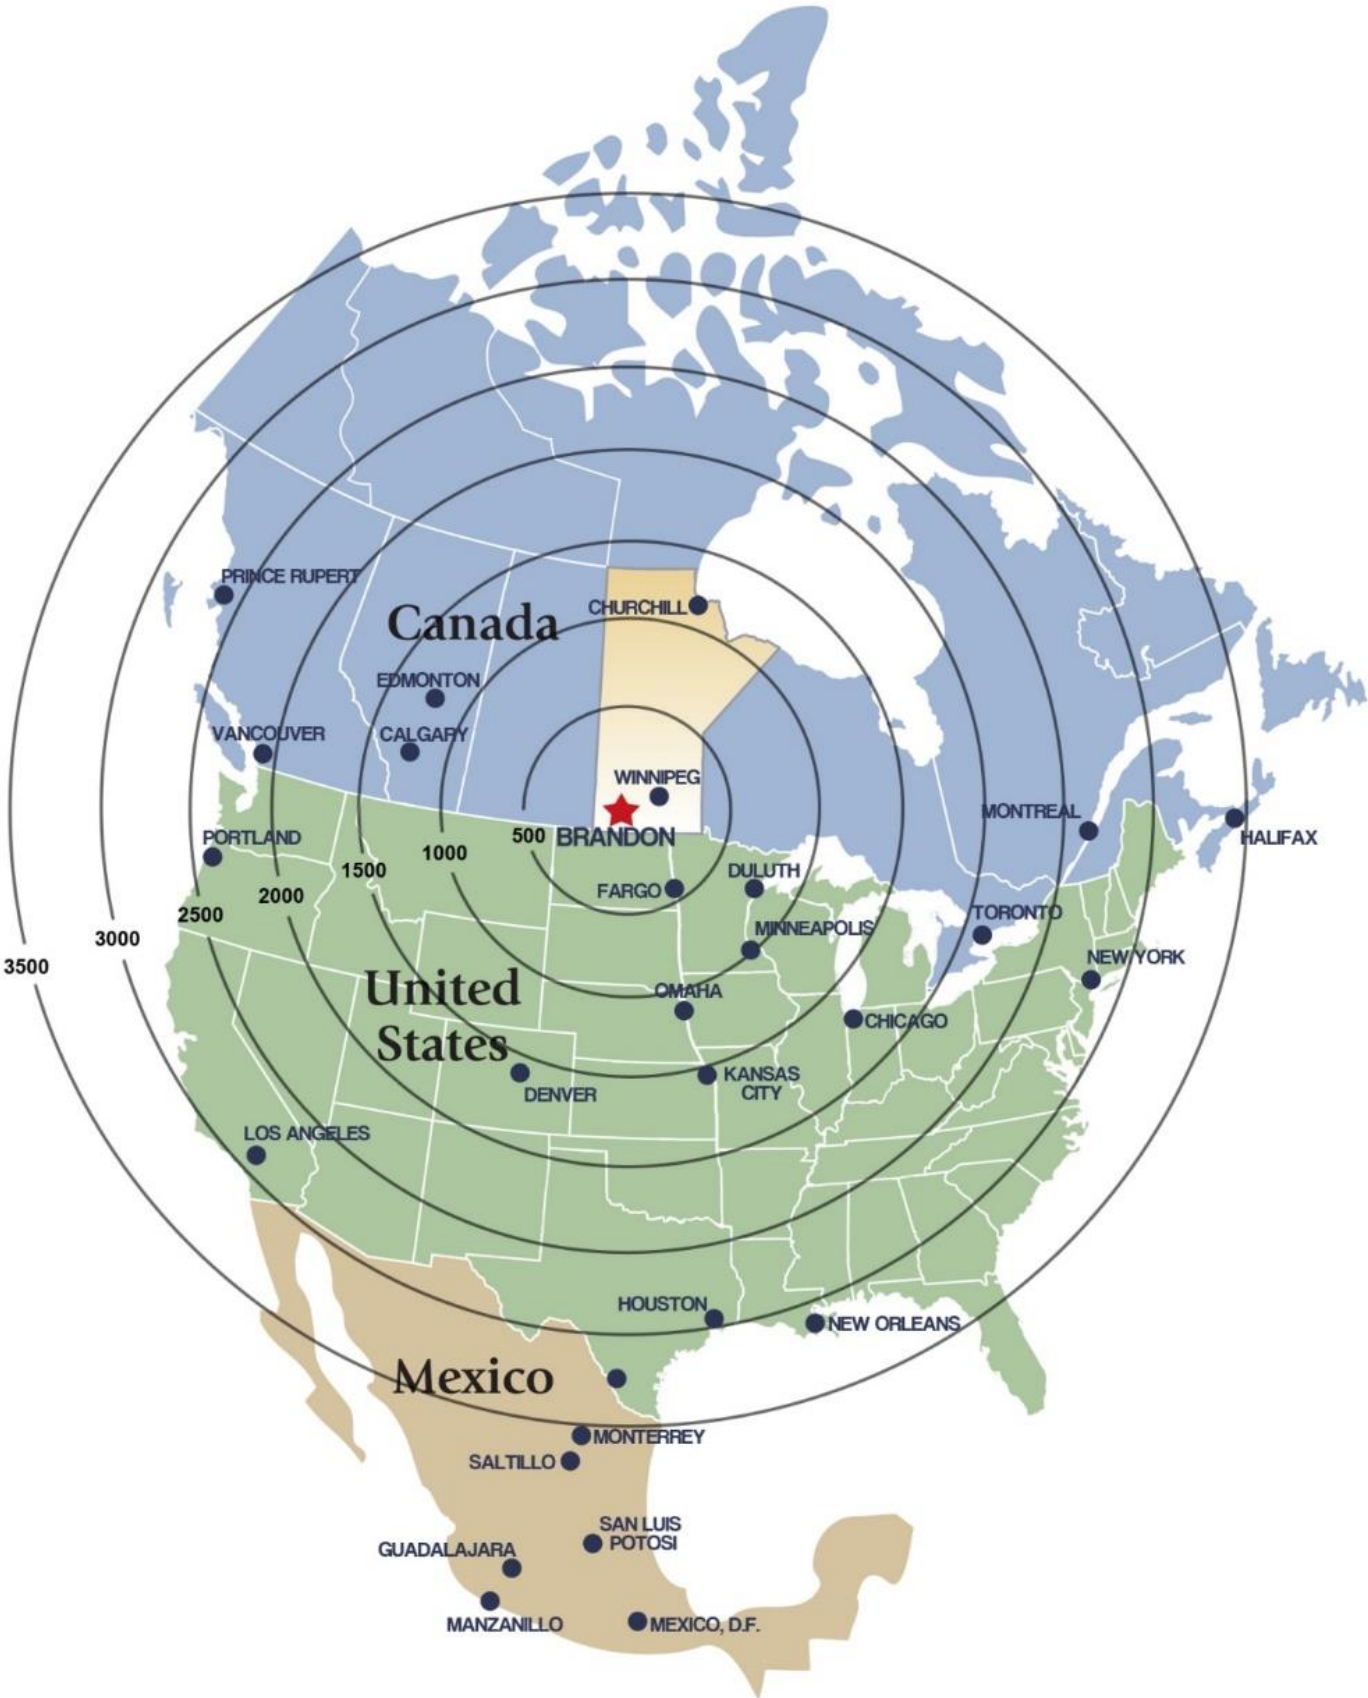 PRINCE RUPERT
CHURCHILL
Canada
EDMONTON
VANCOUVER
CALGARY
WINNIPEG
MONTREAL
PORTLAND
500
BRANDON
HALIFAX
1000
1500
DULUTH
FARGO
2000
2500
TORONTO
MINNEAPOLIS
3000
NEW YORK
3500
United
States
OMAHA
CHICAGO
DENVER
KANSAS
CITY
LOS ANGELES
HOUSTON
NEW ORLEANS
Mexico
MONTERREY
SALTILLO
SAN LUIS
POTOSI
GUADALAJARA
MANZANILLO
MEXICO, D.F.